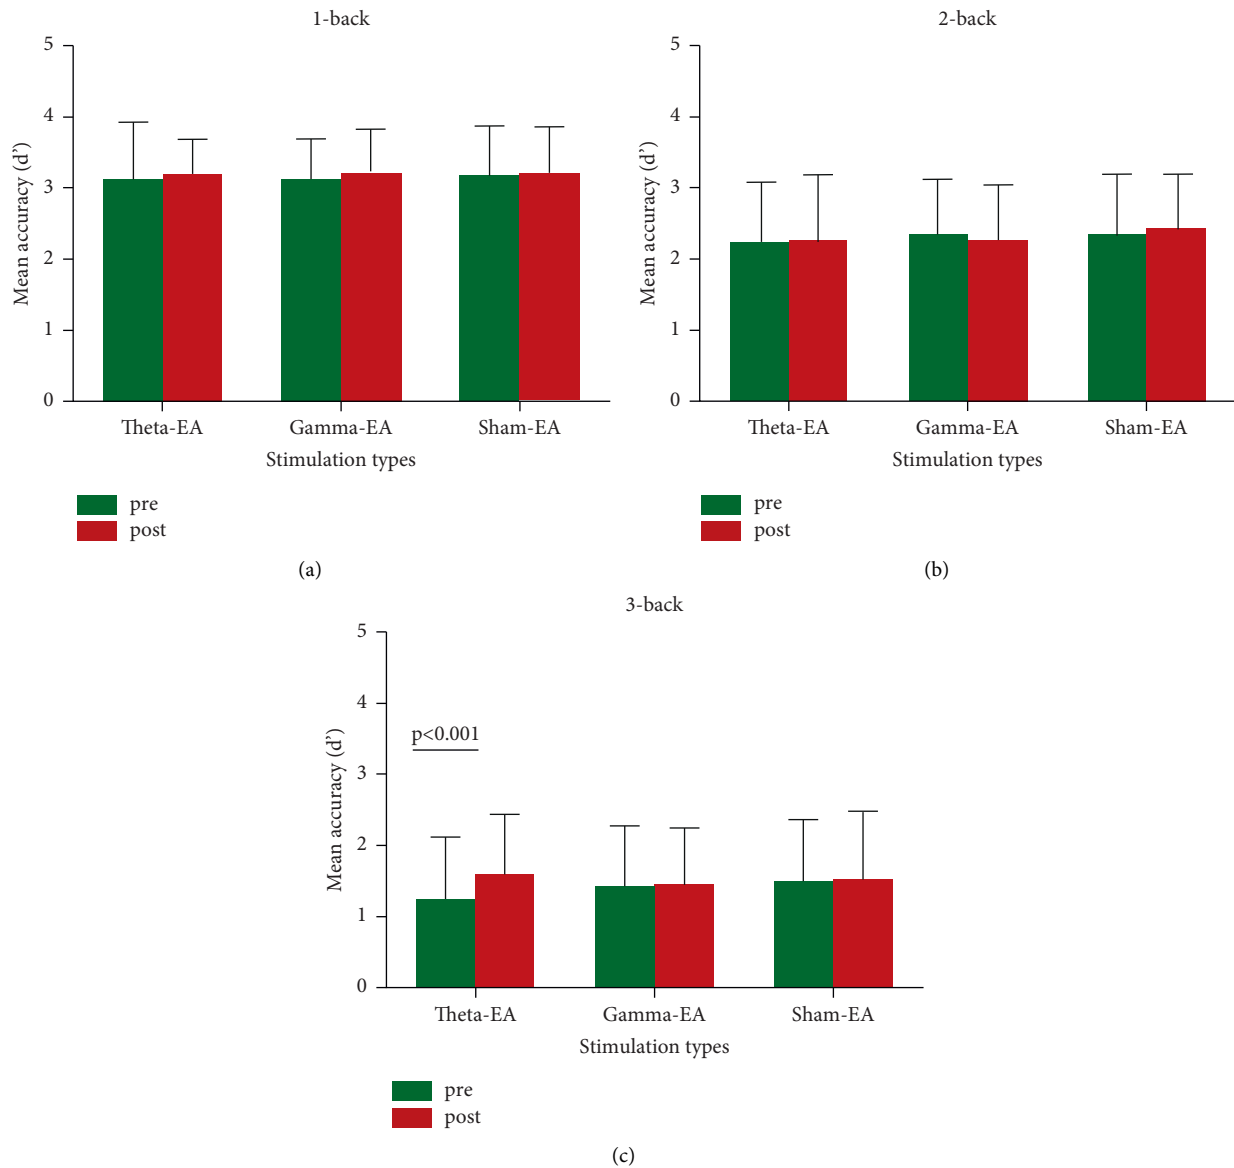 1-back
5
4
3
2
1
0
Mean accuracy (d’)
Theta-EA Gamma-EA Sham-EA
Stimulation types
pre
post
(a)
2-back
5
4
3
2
1
0
Mean accuracy (d’)
Theta-EA Gamma-EA Sham-EA
Stimulation types
pre
post
(b)
3-back
5
4
3
2
1
0
Mean accuracy (d’)
p<0.001
Theta-EA Gamma-EA Sham-EA
Stimulation types
pre
post
(c)